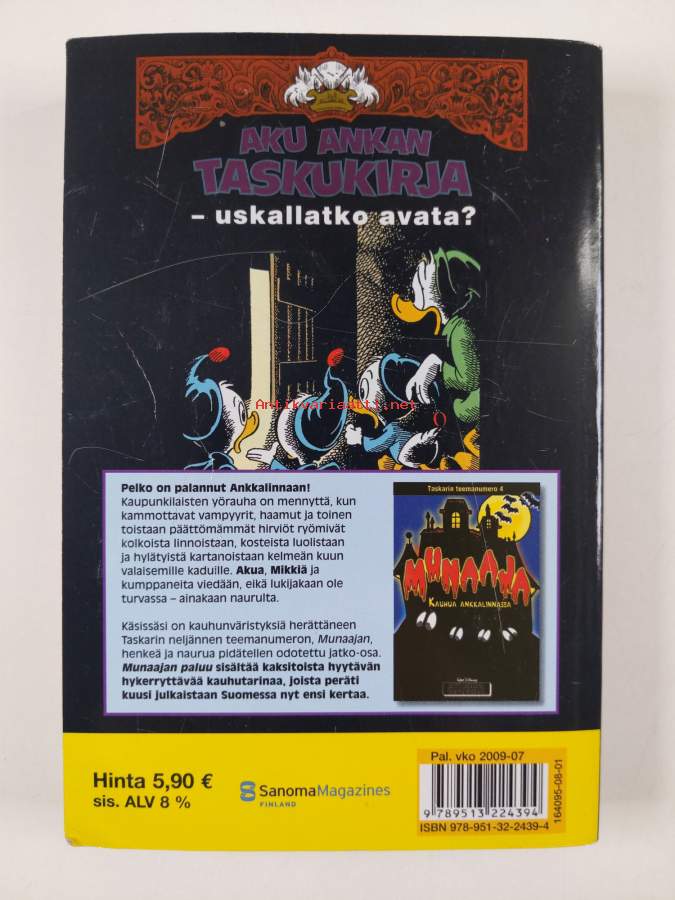 AKU ANKAN
TASKUKIRJA
– uskallatko avata?
Antikvariaatti.net
Pelko on palannut Ankkalinnaan!
Kaupunkilaisten yörauha on mennyttä, kun
kammottavat vampyyrit, haamut ja toinen
toistaan päättömämmät hirviöt ryömivät
kolkoista linnoistaan, kosteista luolistaan
ja hylätyistä kartanoistaan kelmeän kuun
valaisemille kaduille. Akua, Mikkiä ja
kumppaneita viedään, eikä lukijakaan ole
turvassa – ainakaan naurulta.
Käsissäsi on kauhunväristyksiä herättäneen
Taskarin neljännen teemanumeron, Munaajan,
henkeä ja naurua pidätellen odotettu jatko-osa.
Munaajan paluu sisältää kaksitoista hyytävän
hykerryttävää kauhutarinaa, joista peräti
kuusi julkaistaan Suomessa nyt ensi kertaa.
Taskarin teemanumero 4
MUNAAJA
KAUHUA ANKKALINNASSA
Walt Disney
Hinta 5,90 €
sis. ALV 8 %
SanomaMagazines
FINLAND
Pal. vko 2009-07
9 789513 224394
ISBN 978-951-32-2439-4
164095-08-01